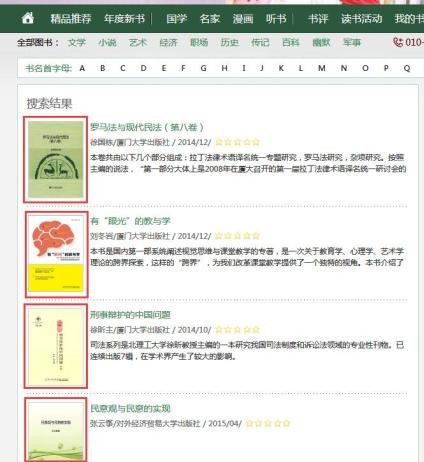 精品推荐 年度新书 国学 名家 漫画 听书 书评 读书活动 我的书
全部图书： 文学 小说 艺术 经济 职场 历史 传记 百科 幽默 军事 010-
书名首字母: A B C D E F G H I J K L M N O P Q
搜索结果
罗马法与现代民法（第八卷）
徐国栋/厦门大学出版社 / 2014/12/
本卷共由以下几个部分组成：拉丁法律术语译名统一专题研究，罗马法研究，杂项研究。按照
主编的说法，“第一部分大体上是2008年在厦大召开的第一届拉丁法律术语译名统一研讨会的
有“眼光”的教与学
刘冬岩/厦门大学出版社 / 2014/12/
本书是国内第一部系统阐述视觉思维与课堂教学的专著，是一次关于教育学、心理学、艺术学
理论的跨界探索，这样的“跨界”，为我们改革课堂教学提供了一个独特的视角。本书介绍了
刑事辩护的中国问题
徐昕主/厦门大学出版社 / 2014/10/
司法系列是北理工大学徐昕教授主编的一本研究我国司法制度和诉讼法领域的专业性刊物。已
连续出版7辑，在学术界产生了较大的影响。
民意观与民意的实现
张云筝/对外经济贸易大学出版社 / 2015/04/